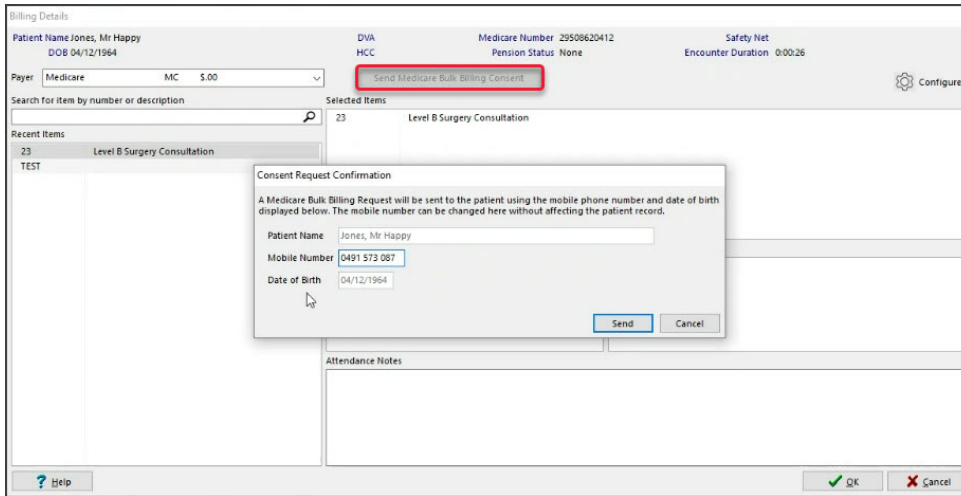 Billing Details
Patient Name Jones, Mr Happy DVA Medicare Number 29508620412 Safety Net
DOB 04/12/1964 HCC Pension Status None Encounter Duration 0:00:26
Payer Medicare MC $.00 Send Medicare Bulk Billing Consent Configure
Search for item by number or description Selected Items
23 Level B Surgery Consultation
Recent Items
23 Level B Surgery Consultation
TEST
Consent Request Confirmation
A Medicare Bulk Billing Request will be sent to the patient using the mobile phone number and date of birth
displayed below. The mobile number can be changed here without affecting the patient record.
Patient Name Jones, Mr Happy
Mobile Number 0491 573 087
Date of Birth 04/12/1964
Send Cancel
Attendance Notes
? Help OK Cancel